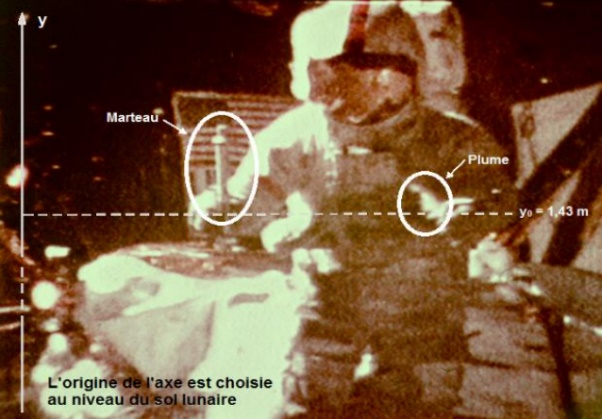 y
Marteau
Plume
y₀ = 1,43 m
L'origine de l'axe est choisie
au niveau du sol lunaire